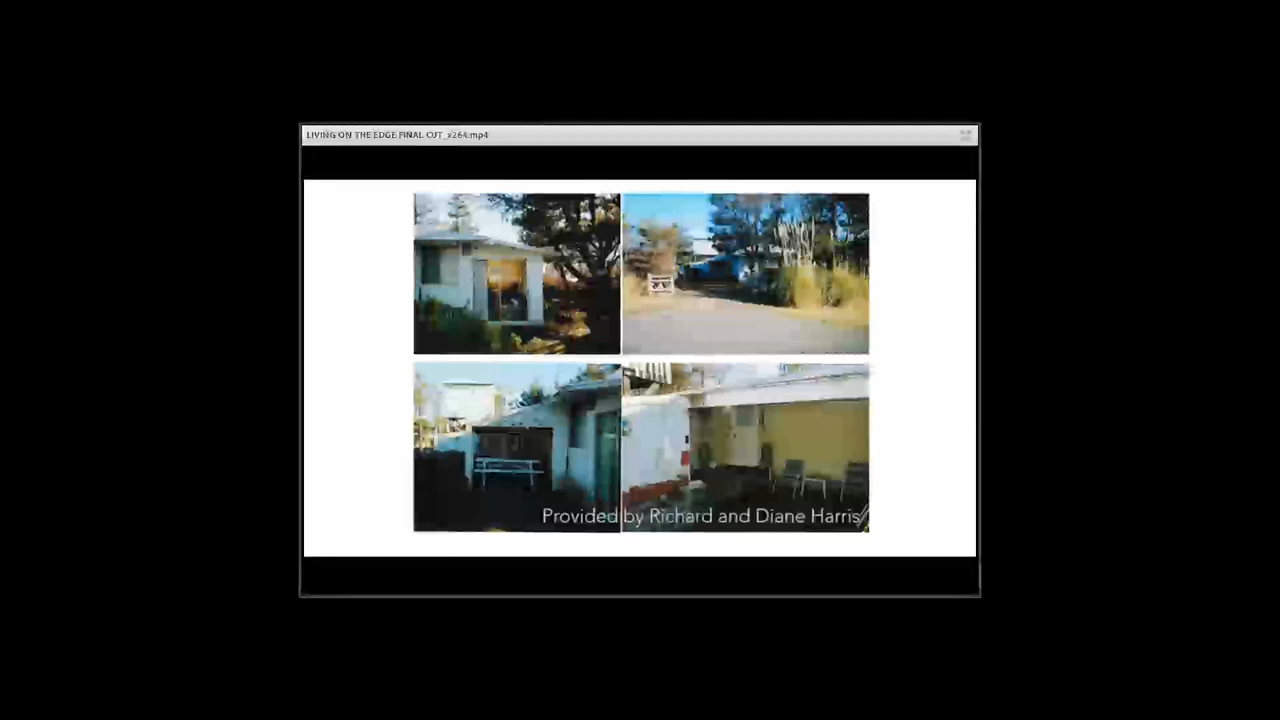 LIVING ON THE EDGE FINAL CUT_x264.mp4
Provided by Richard and Diane Harris